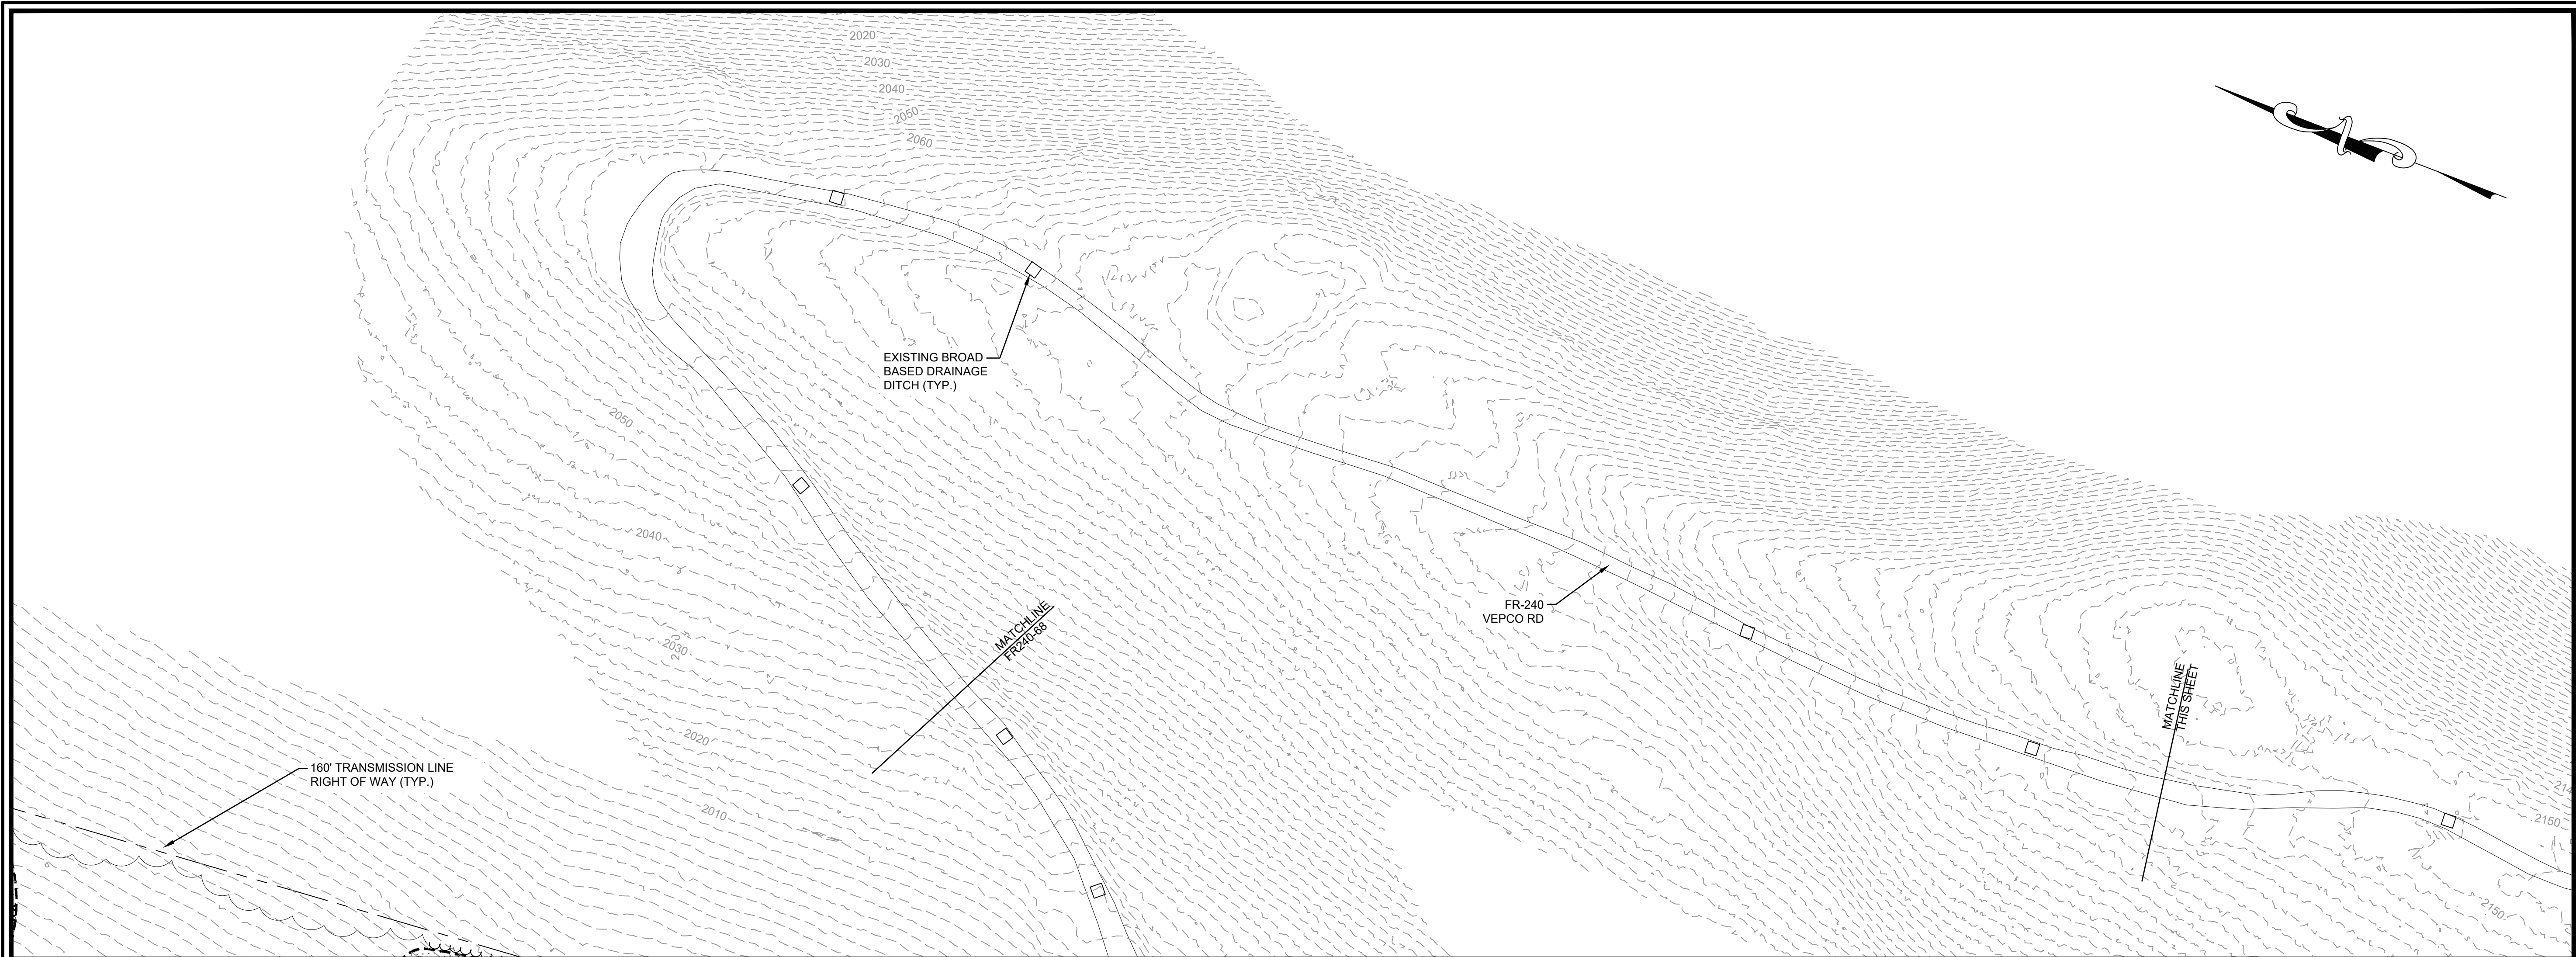 2020
2030
2040
2050
2060
EXISTING BROAD
BASED DRAINAGE
DITCH (TYP.)
2050
2040
2030
2020
2010
MATCHLINE
FR240-68
FR-240
VEPCO RD
MATCHLINE
THIS SHEET
160' TRANSMISSION LINE
RIGHT OF WAY (TYP.)
2150
2150